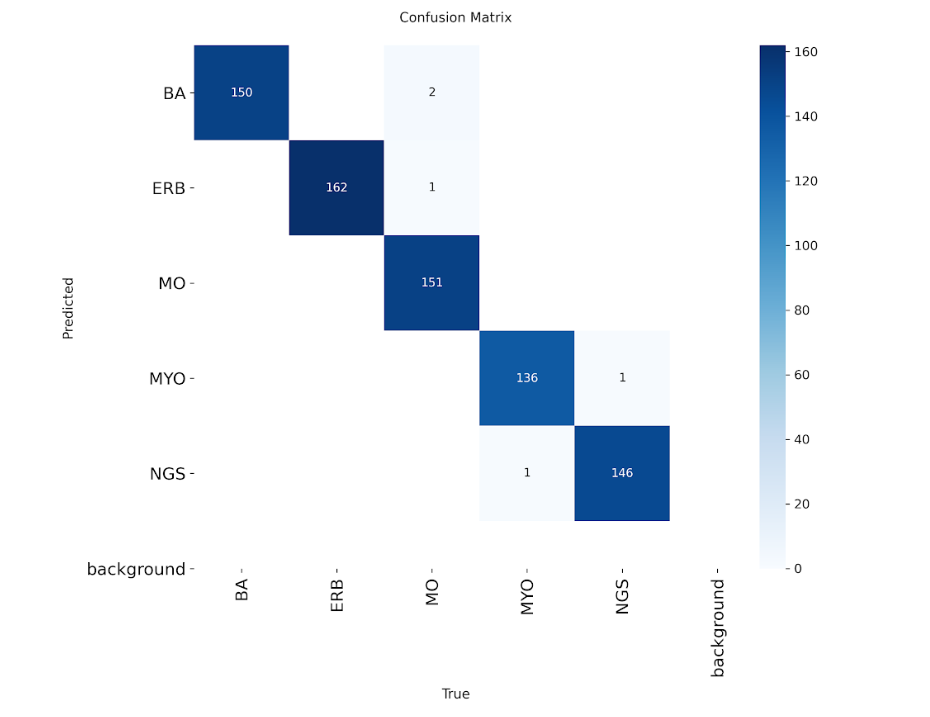 Confusion Matrix
BA
150
2
ERB
162
1
MO
151
MYO
136
1
NGS
1
146
background
Predicted
BA
ERB
MO
MYO
NGS
background
True
160
140
120
100
80
60
40
20
0